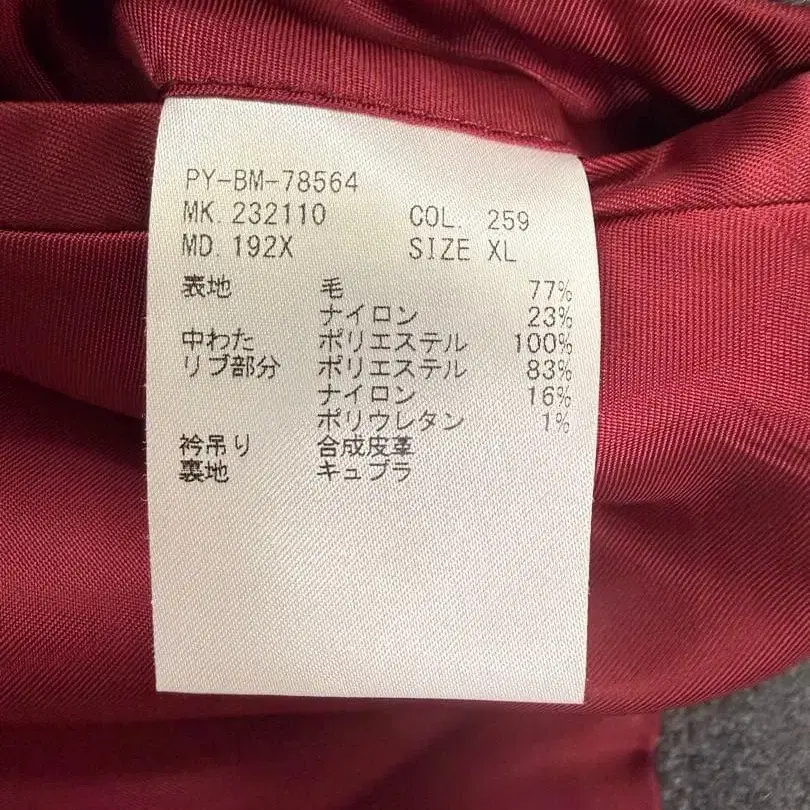 PY-BM-78564
MK. 232110 COL. 259
MD. 192X SIZE XL
表地 毛 77%
ナイロン 23%
中わた ポリエステル 100%
リブ部分 ポリエステル 83%
ナイロン 16%
ポリウレタン 1%
衿吊り 合成皮革
裏地 キュプラ